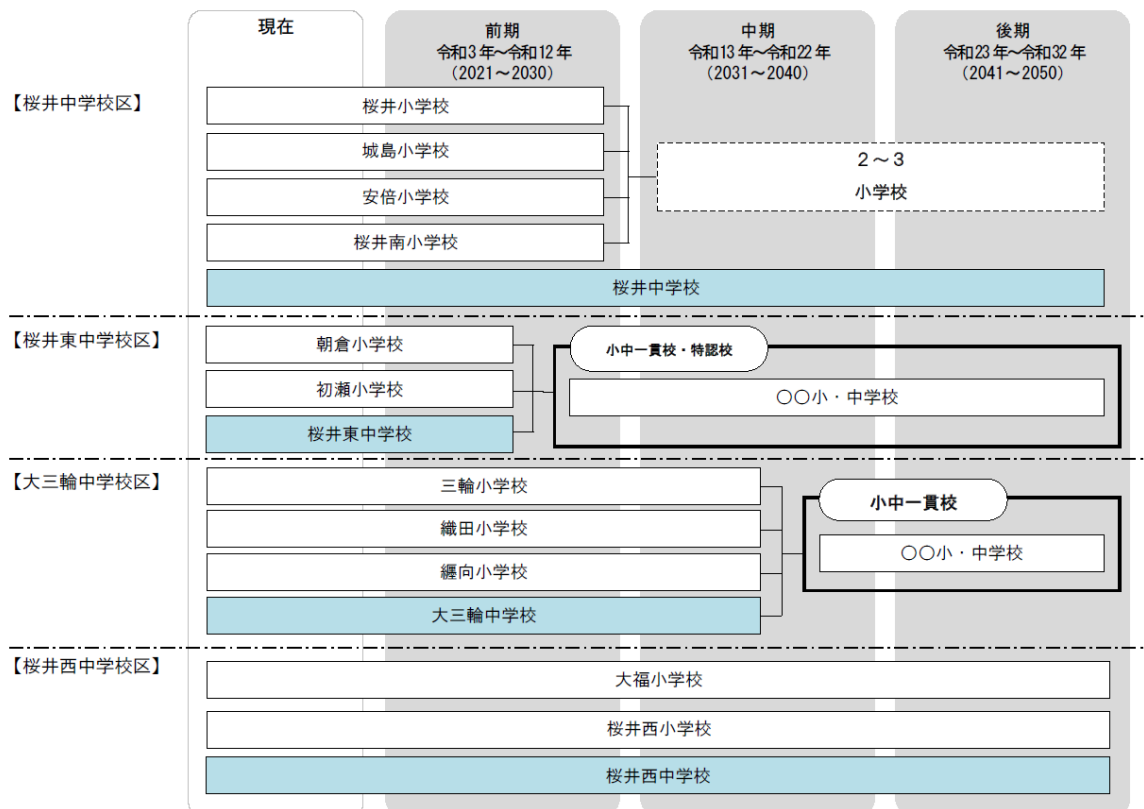 現在
前期
令和3年~令和12年
(2021~2030)
中期
令和13年~令和22年
(2031~2040)
後期
令和23年~令和32年
(2041~2050)
【桜井中学校区】
桜井小学校
城島小学校
安倍小学校
桜井南小学校
2~3
小学校
桜井中学校
【桜井東中学校区】
朝倉小学校
初瀬小学校
桜井東中学校
小中一貫校・特認校
〇〇小・中学校
【大三輪中学校区】
三輪小学校
織田小学校
纒向小学校
大三輪中学校
小中一貫校
〇〇小・中学校
【桜井西中学校区】
大福小学校
桜井西小学校
桜井西中学校